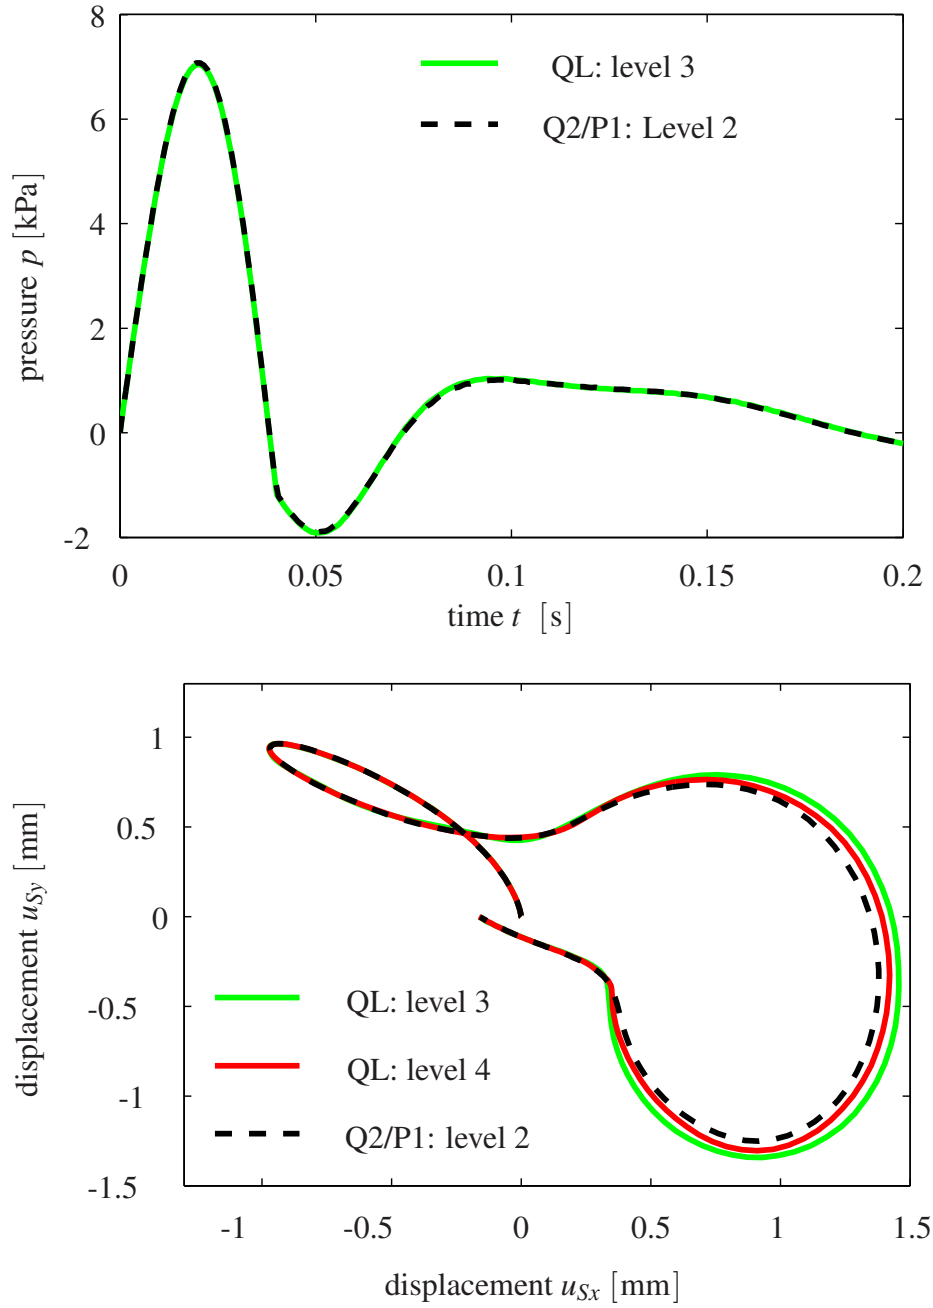 8
QL: level 3
6
Q2/P1: Level 2
4
pressure p [kPa]
2
0
-2
0 0.05 0.1 0.15 0.2
time t [s]
1
0.5
displacement uSy [mm]
0
-0.5
QL: level 3
QL: level 4
-1
Q2/P1: level 2
-1.5
-1 -0.5 0 0.5 1 1.5
displacement uSx [mm]